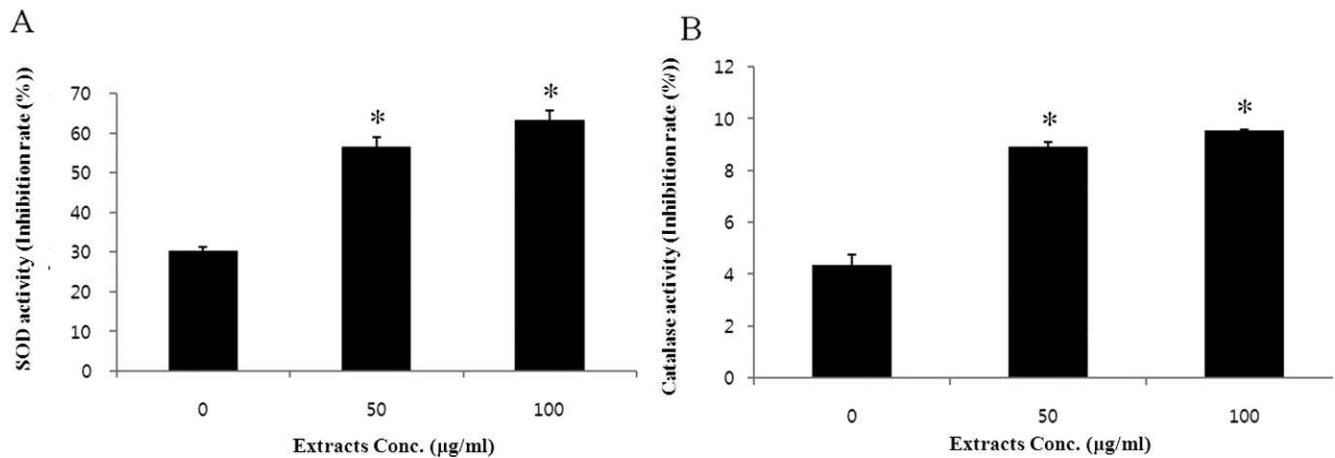 A
SOD activity (Inhibition rate (%))
70
60
50
40
30
20
10
0
*
*
0 50 100
Extracts Conc. (µg/ml)
B
Catalase activity (Inhibition rate (%))
12
10
8
6
4
2
0
*
*
0 50 100
Extracts Conc. (µg/ml)